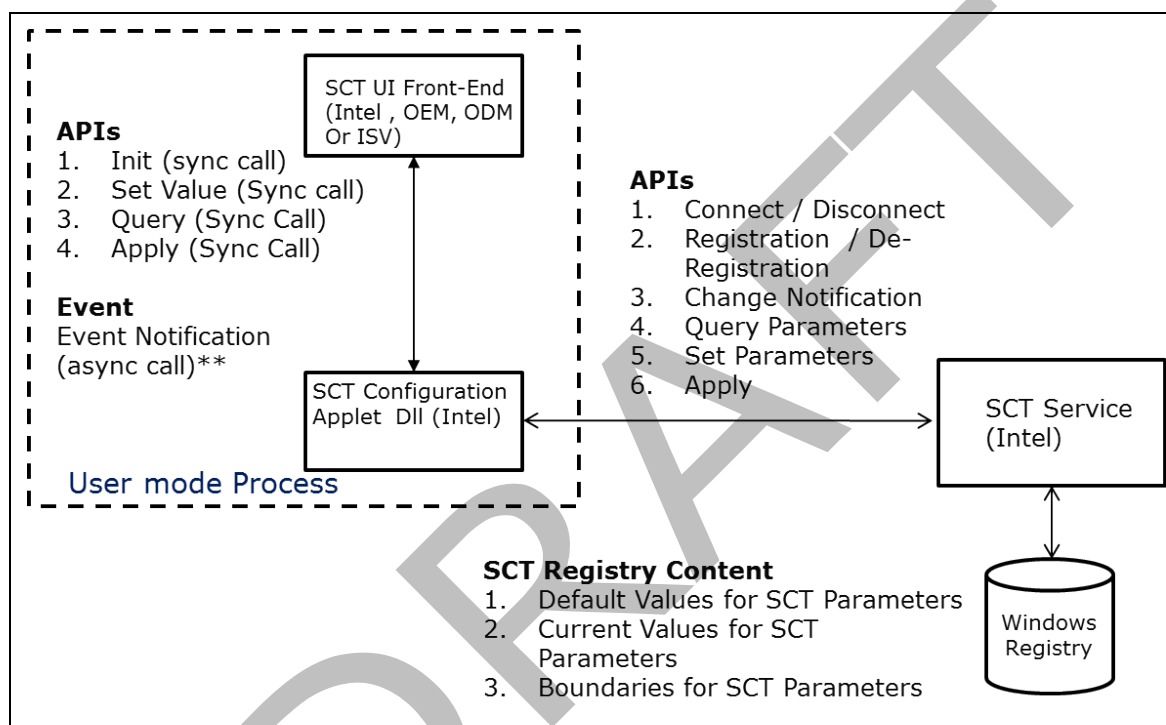 SCT UI Front-End
(Intel , OEM, ODM
Or ISV)
APIs
1. Init (sync call)
2. Set Value (Sync call)
3. Query (Sync Call)
4. Apply (Sync Call)
Event
Event Notification
(async call)**
SCT Configuration
Applet Dll (Intel)
User mode Process
APIs
1. Connect / Disconnect
2. Registration / De-
Registration
3. Change Notification
4. Query Parameters
5. Set Parameters
6. Apply
SCT Service
(Intel)
SCT Registry Content
1. Default Values for SCT Parameters
2. Current Values for SCT
Parameters
3. Boundaries for SCT Parameters
Windows
Registry
DRAFT